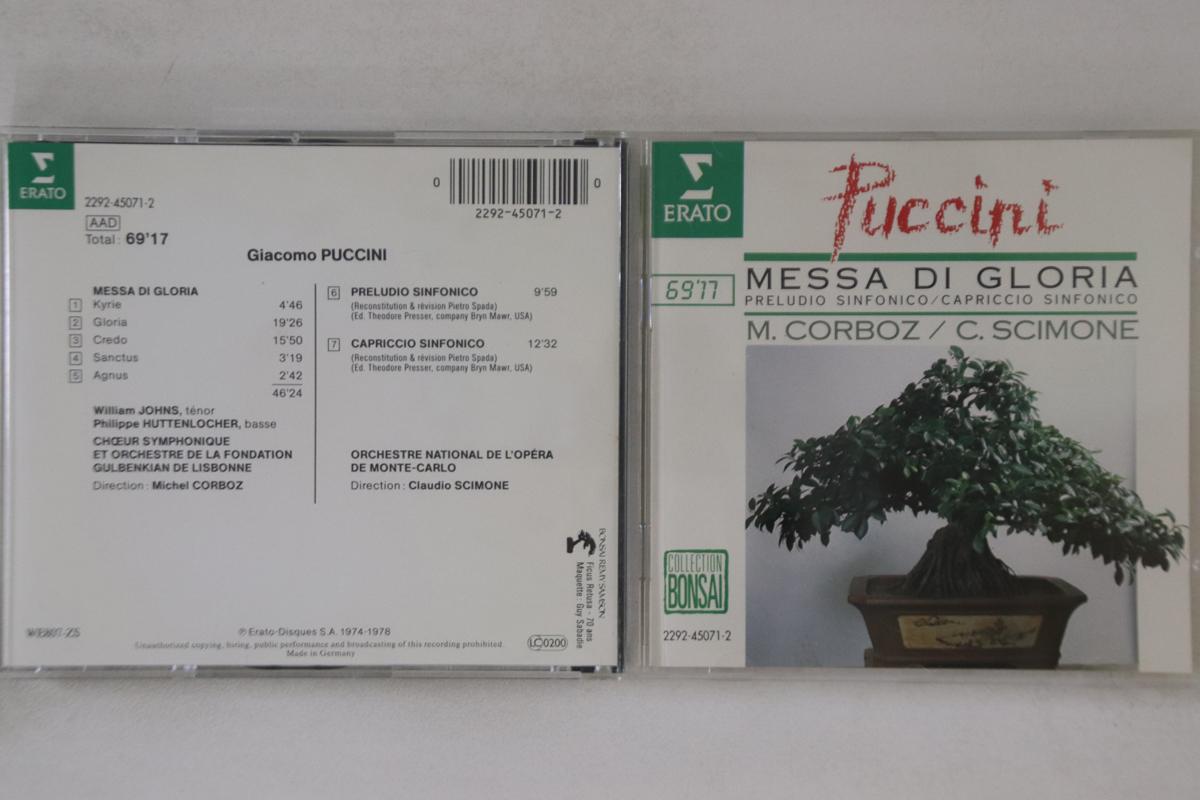 ERATO
2292-45071-2
AAD
Total : 69'17
0 0
2292-45071-2
Giacomo PUCCINI
MESSA DI GLORIA
1 Kyrie 4'46
2 Gloria 19'26
3 Credo 15'50
4 Sanctus 3'19
5 Agnus 2'42
46'24
William JOHNS, ténor
Philippe HUTTENLOCHER, basse
CHŒUR SYMPHONIQUE
ET ORCHESTRE DE LA FONDATION
GULBENKIAN DE LISBONNE
Direction : Michel CORBOZ
6 PRELUDIO SINFONICO 9'59
(Reconstitution & révision Pietro Spada)
(Ed. Theodore Presser, company Bryn Mawr, USA)
7 CAPRICCIO SINFONICO 12'32
(Reconstitution & révision Pietro Spada)
(Ed. Theodore Presser, company Bryn Mawr, USA)
ORCHESTRE NATIONAL DE L'OPÉRA
DE MONTE-CARLO
Direction : Claudio SCIMONE
BONSAI REMY SAMSON
Ficus Retusa - 70 ans
Maquette : Guy Sabadie
WE807-ZS
℗ Erato-Disques S.A. 1974-1978
Unauthorized copying, hiring, public performance and broadcasting of this recording prohibited
Made in Germany
LC 0200
ERATO
Puccini
69'17
MESSA DI GLORIA
PRELUDIO SINFONICO/CAPRICCIO SINFONICO
M. CORBOZ / C. SCIMONE
COLLECTION
BONSAI
2292-45071-2